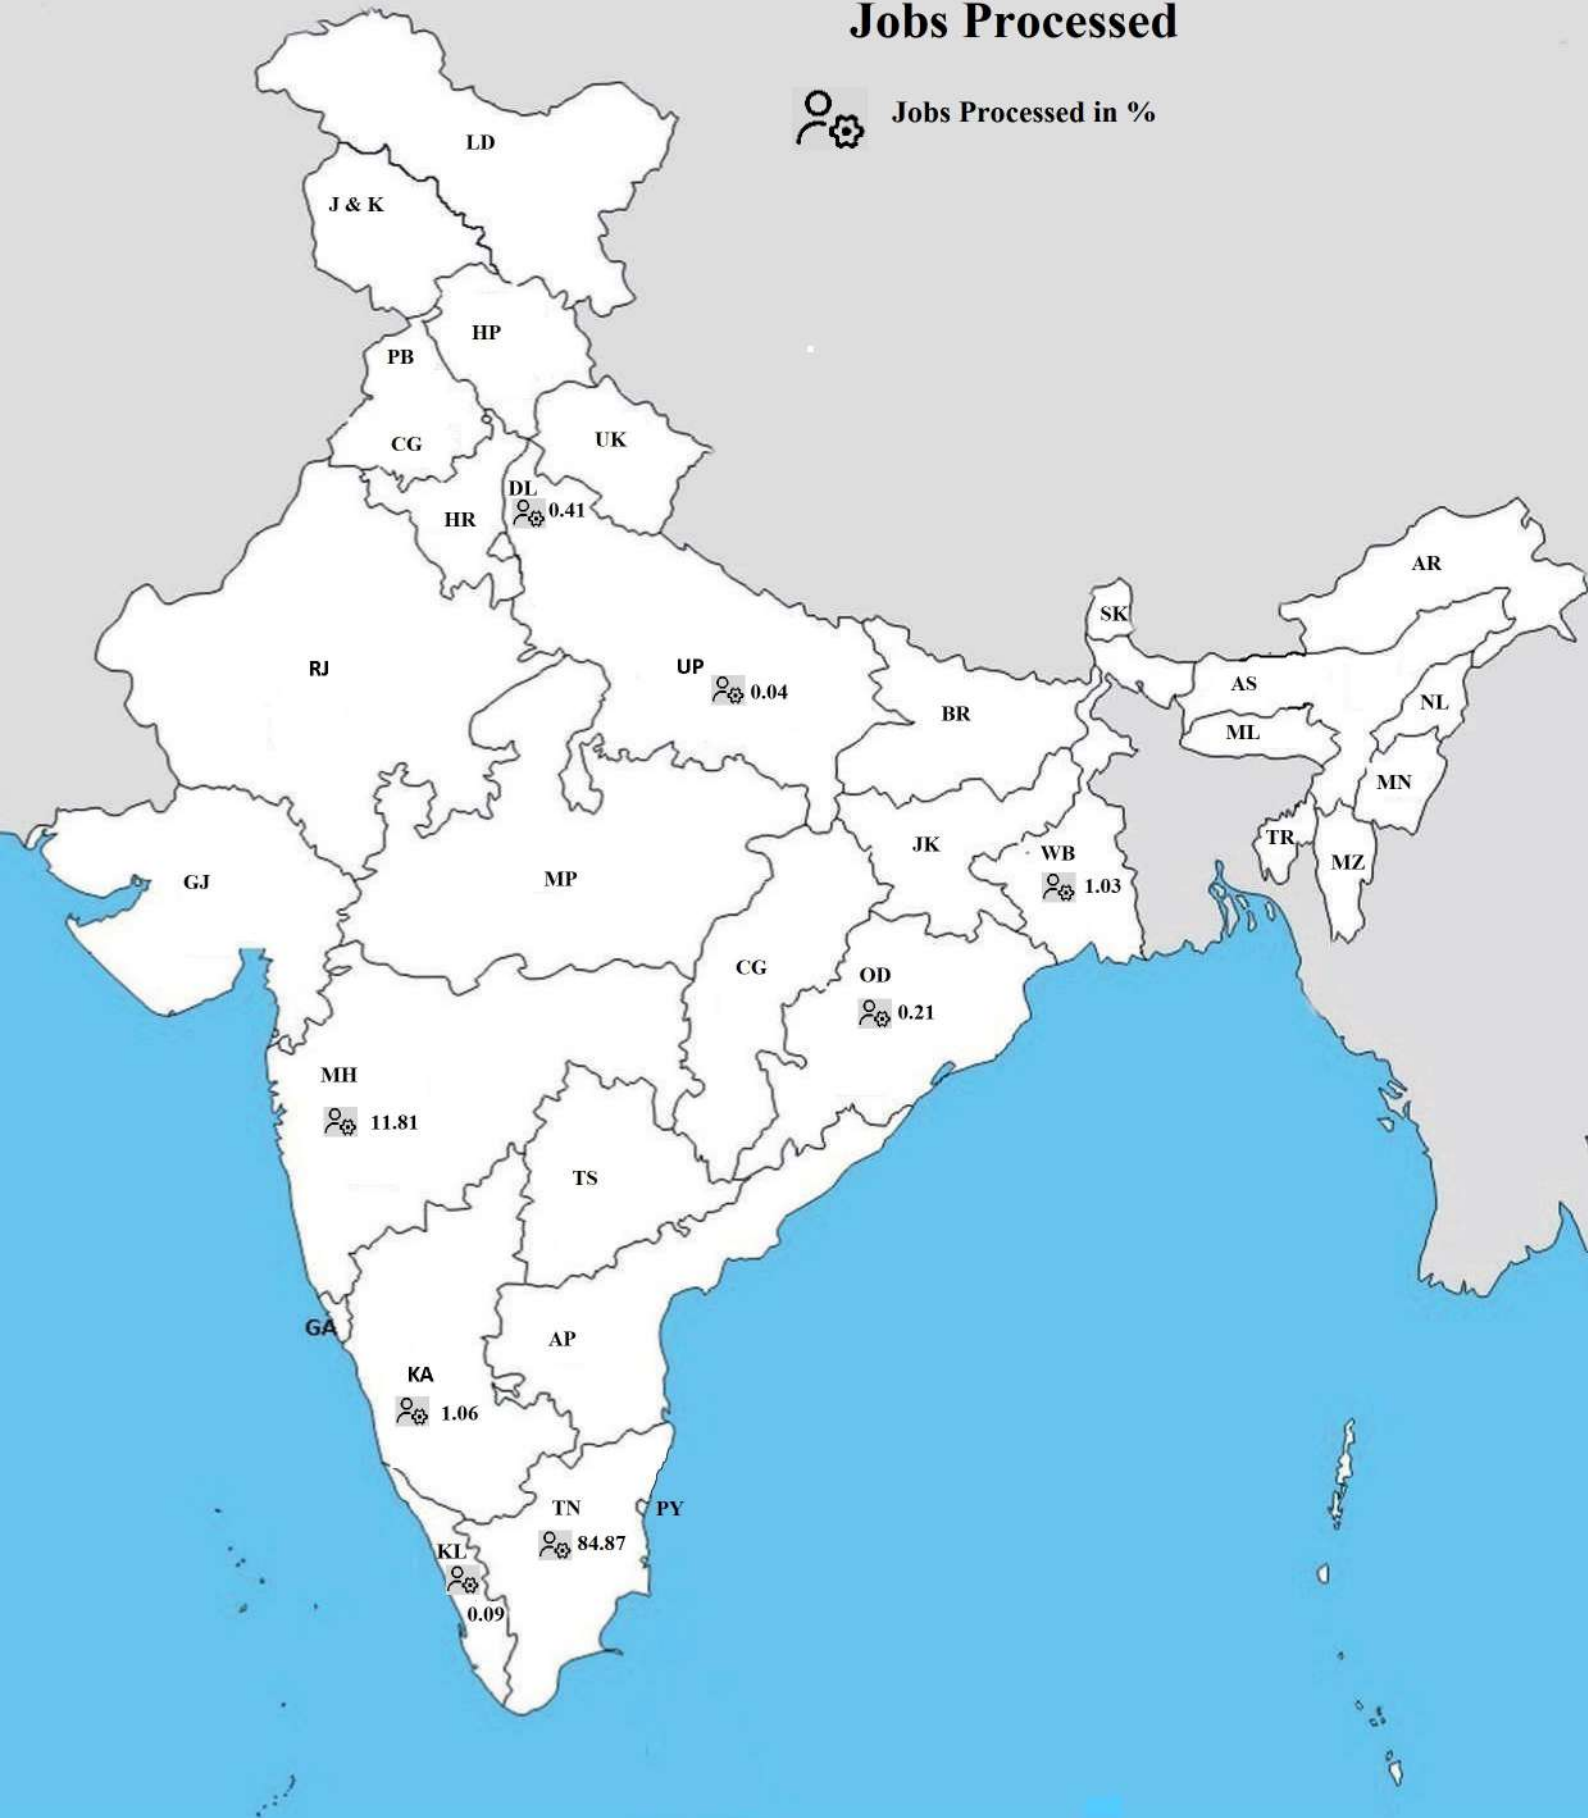 Jobs Processed
Jobs Processed in %
LD
J & K
HP
PB
CG
UK
DL
0.41
HR
AR
SK
RJ
UP
0.04
AS
NL
BR
ML
MN
JK
TR
WB
MZ
1.03
GJ
MP
CG
OD
0.21
MH
11.81
TS
GA
AP
KA
1.06
TN
PY
84.87
KL
0.09